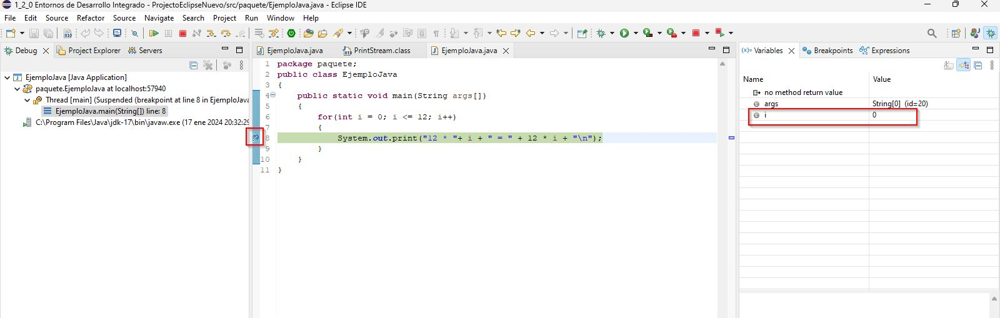 1_2_0 Entornos de Desarrollo Integrado - ProjectoEclipseNuevo/src/paquete/EjemploJava.java - Eclipse IDE
File Edit Source Refactor Source Navigate Search Project Run Window Help
Debug Project Explorer Servers
EjemploJava [Java Application]
paquete.EjemploJava at localhost:57940
Thread [main] (Suspended (breakpoint at line 8 in EjemploJava
EjemploJava.main(String[]) line: 8
C:\Program Files\Java\jdk-17\bin\javaw.exe (17 ene 2024 20:32:29
EjemploJava.java PrintStream.class EjemploJava.java
1 package paquete;
2 public class EjemploJava
3 {
4 public static void main(String args[])
5 {
6 for(int i = 0; i <= 12; i++)
7 {
8 System.out.print("12 * "+ i + " = " + 12 * i + "\n");
9 }
10 }
11 }
(x)= Variables Breakpoints Expressions
Name Value
no method return value
args String[0] (id=20)
i 0